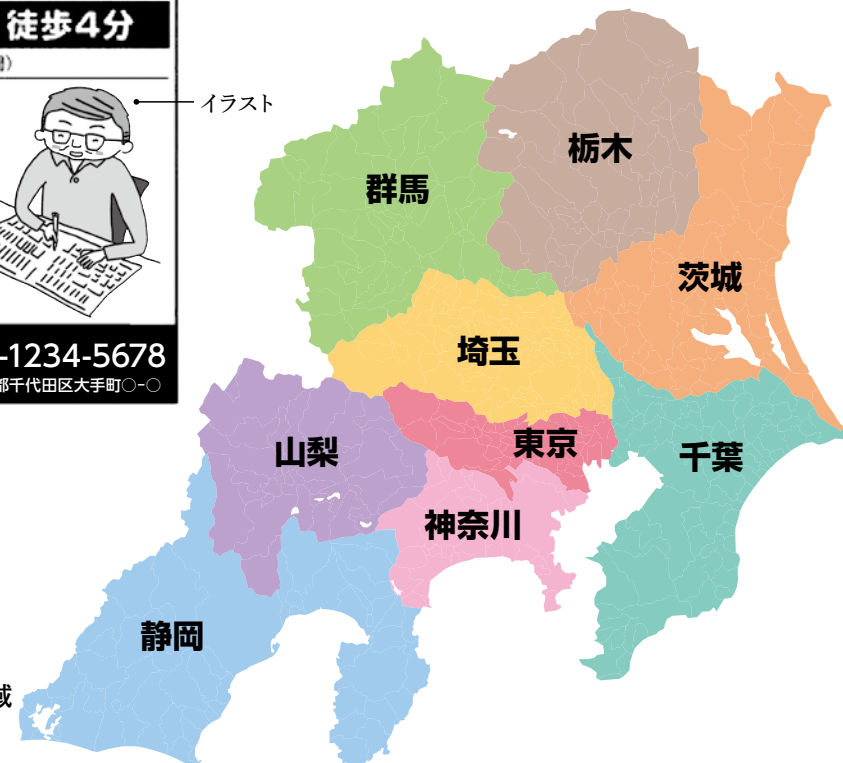 徒歩4分
イラスト
-1234-5678
都千代田区大手町○-○
栃木
群馬
茨城
埼玉
東京
山梨
千葉
神奈川
静岡
域